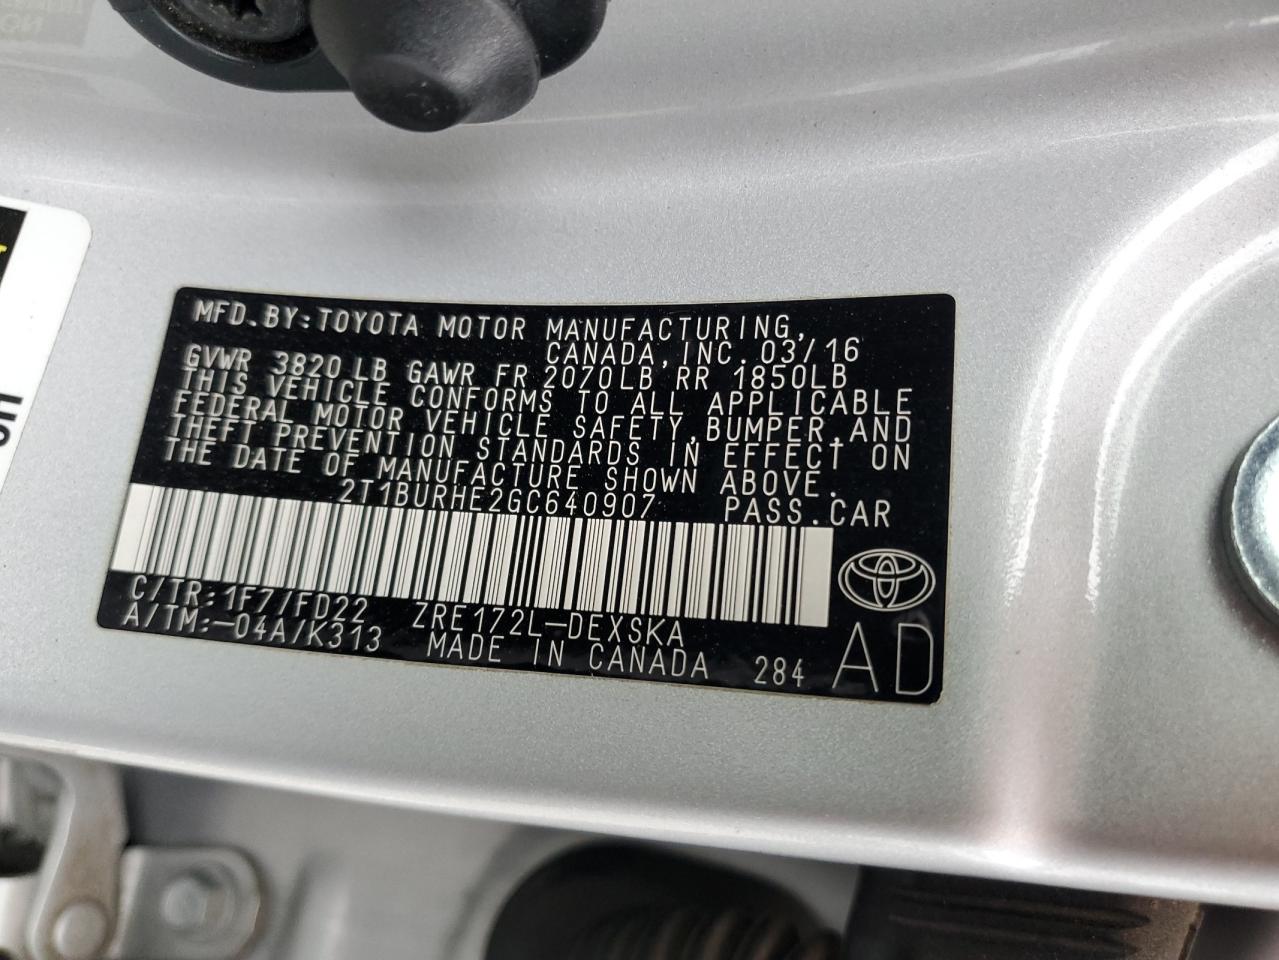 MFD.BY:TOYOTA MOTOR MANUFACTURING,
CANADA,INC. 03/16
GVWR 3820 LB GAWR FR 2070LB RR 1850LB
THIS VEHICLE CONFORMS TO ALL APPLICABLE
FEDERAL MOTOR VEHICLE SAFETY,BUMPER,AND
THEFT PREVENTION STANDARDS IN EFFECT ON
THE DATE OF MANUFACTURE SHOWN ABOVE.
2T1BURHE2GC640907 PASS.CAR
C/TR:1F7/FD22 ZRE172L-DEXSKA
A/TM:-04A/K313 MADE IN CANADA 284 AD